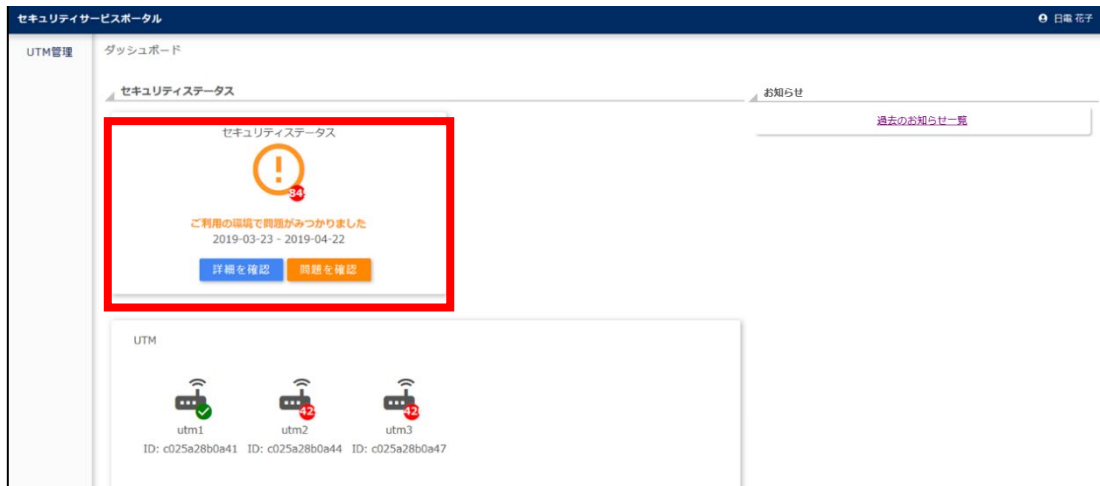 セキュリティサービスポータル
日電 花子
UTM管理
ダッシュボード
セキュリティステータス
お知らせ
過去のお知らせ一覧
セキュリティステータス
84
ご利用の環境で問題がみつかりました
2019-03-23 - 2019-04-22
詳細を確認 問題を確認
UTM
42 42
utm1 utm2 utm3
ID: c025a28b0a41 ID: c025a28b0a44 ID: c025a28b0a47